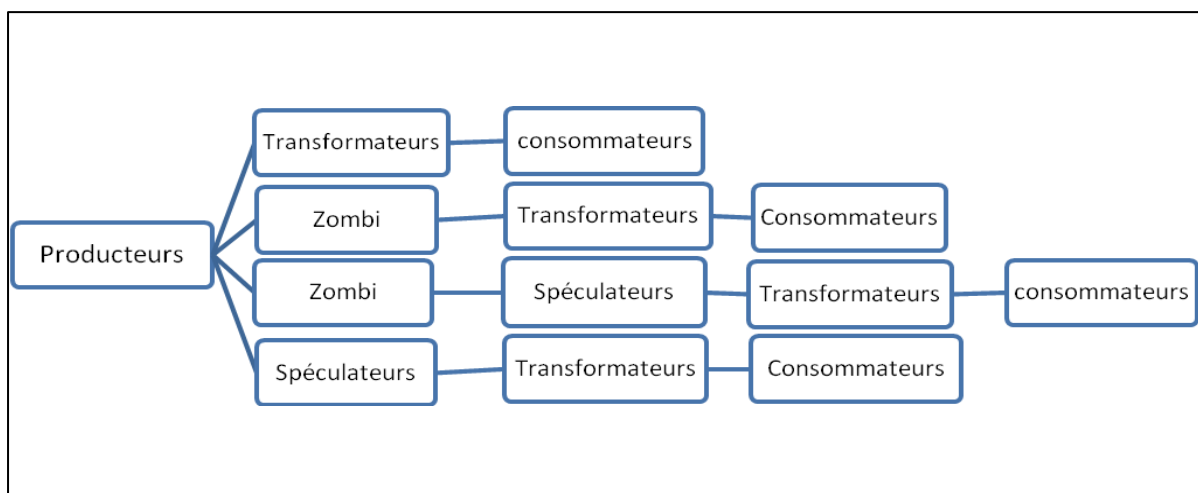 Transformateurs
consommateurs
Zombi
Transformateurs
Consommateurs
Producteurs
Zombi
Spéculateurs
Transformateurs
consommateurs
Spéculateurs
Transformateurs
Consommateurs